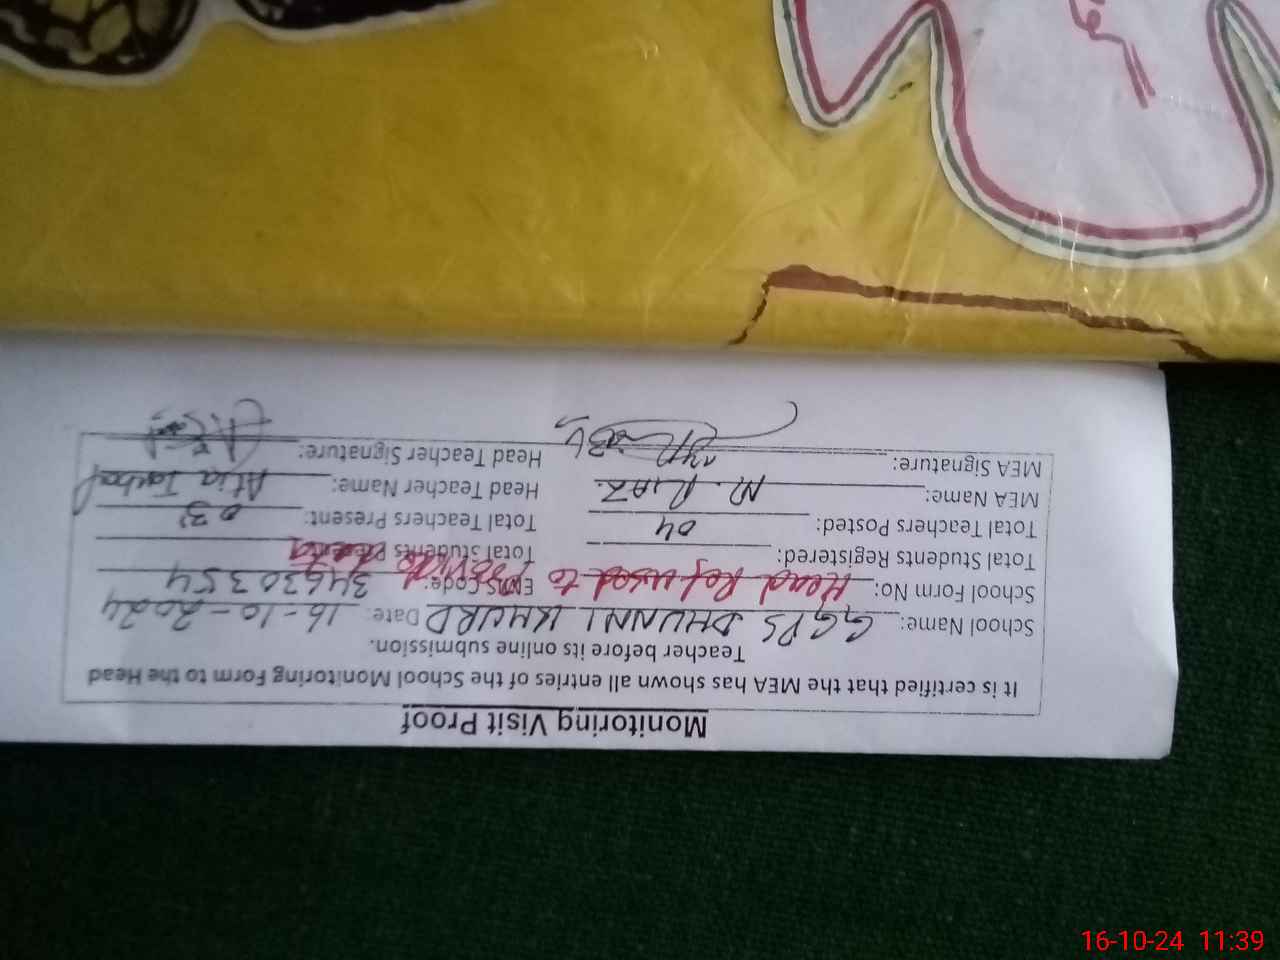 Monitoring Visit Proof
It is certified that the MEA has shown all entries of the School Monitoring Form to the Head
Teacher before its online submission.
School Name: GGPS DHUNNI KHURD Date: 16-10-2024
School Form No: EMIS Code: 34630354
Head Refused to Provide data
Total Students Registered: Total Students Present:
Total Teachers Posted: 04 Total Teachers Present: 03
MEA Name: M. RIAZ Head Teacher Name: Atia
MEA Signature: Head Teacher Signature:
16-10-24 11:39